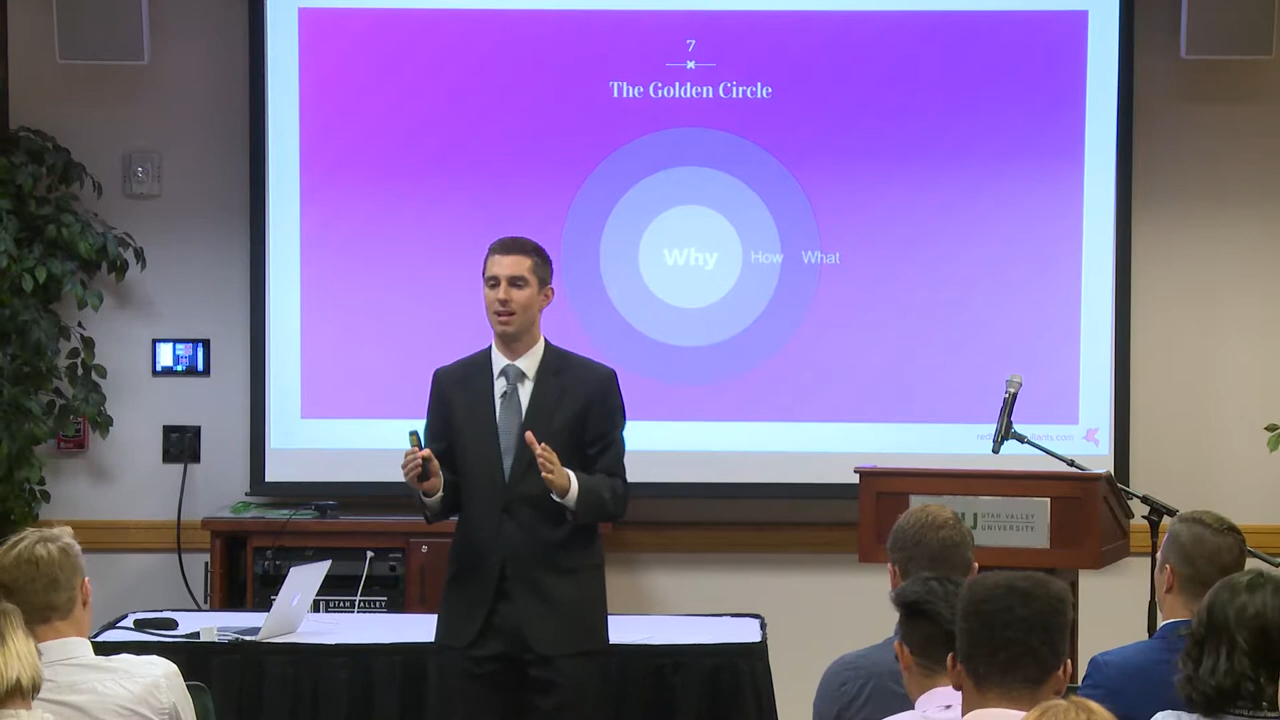 7
The Golden Circle
Why How What
UTAH VALLEY
UNIVERSITY
UTAH VALLEY